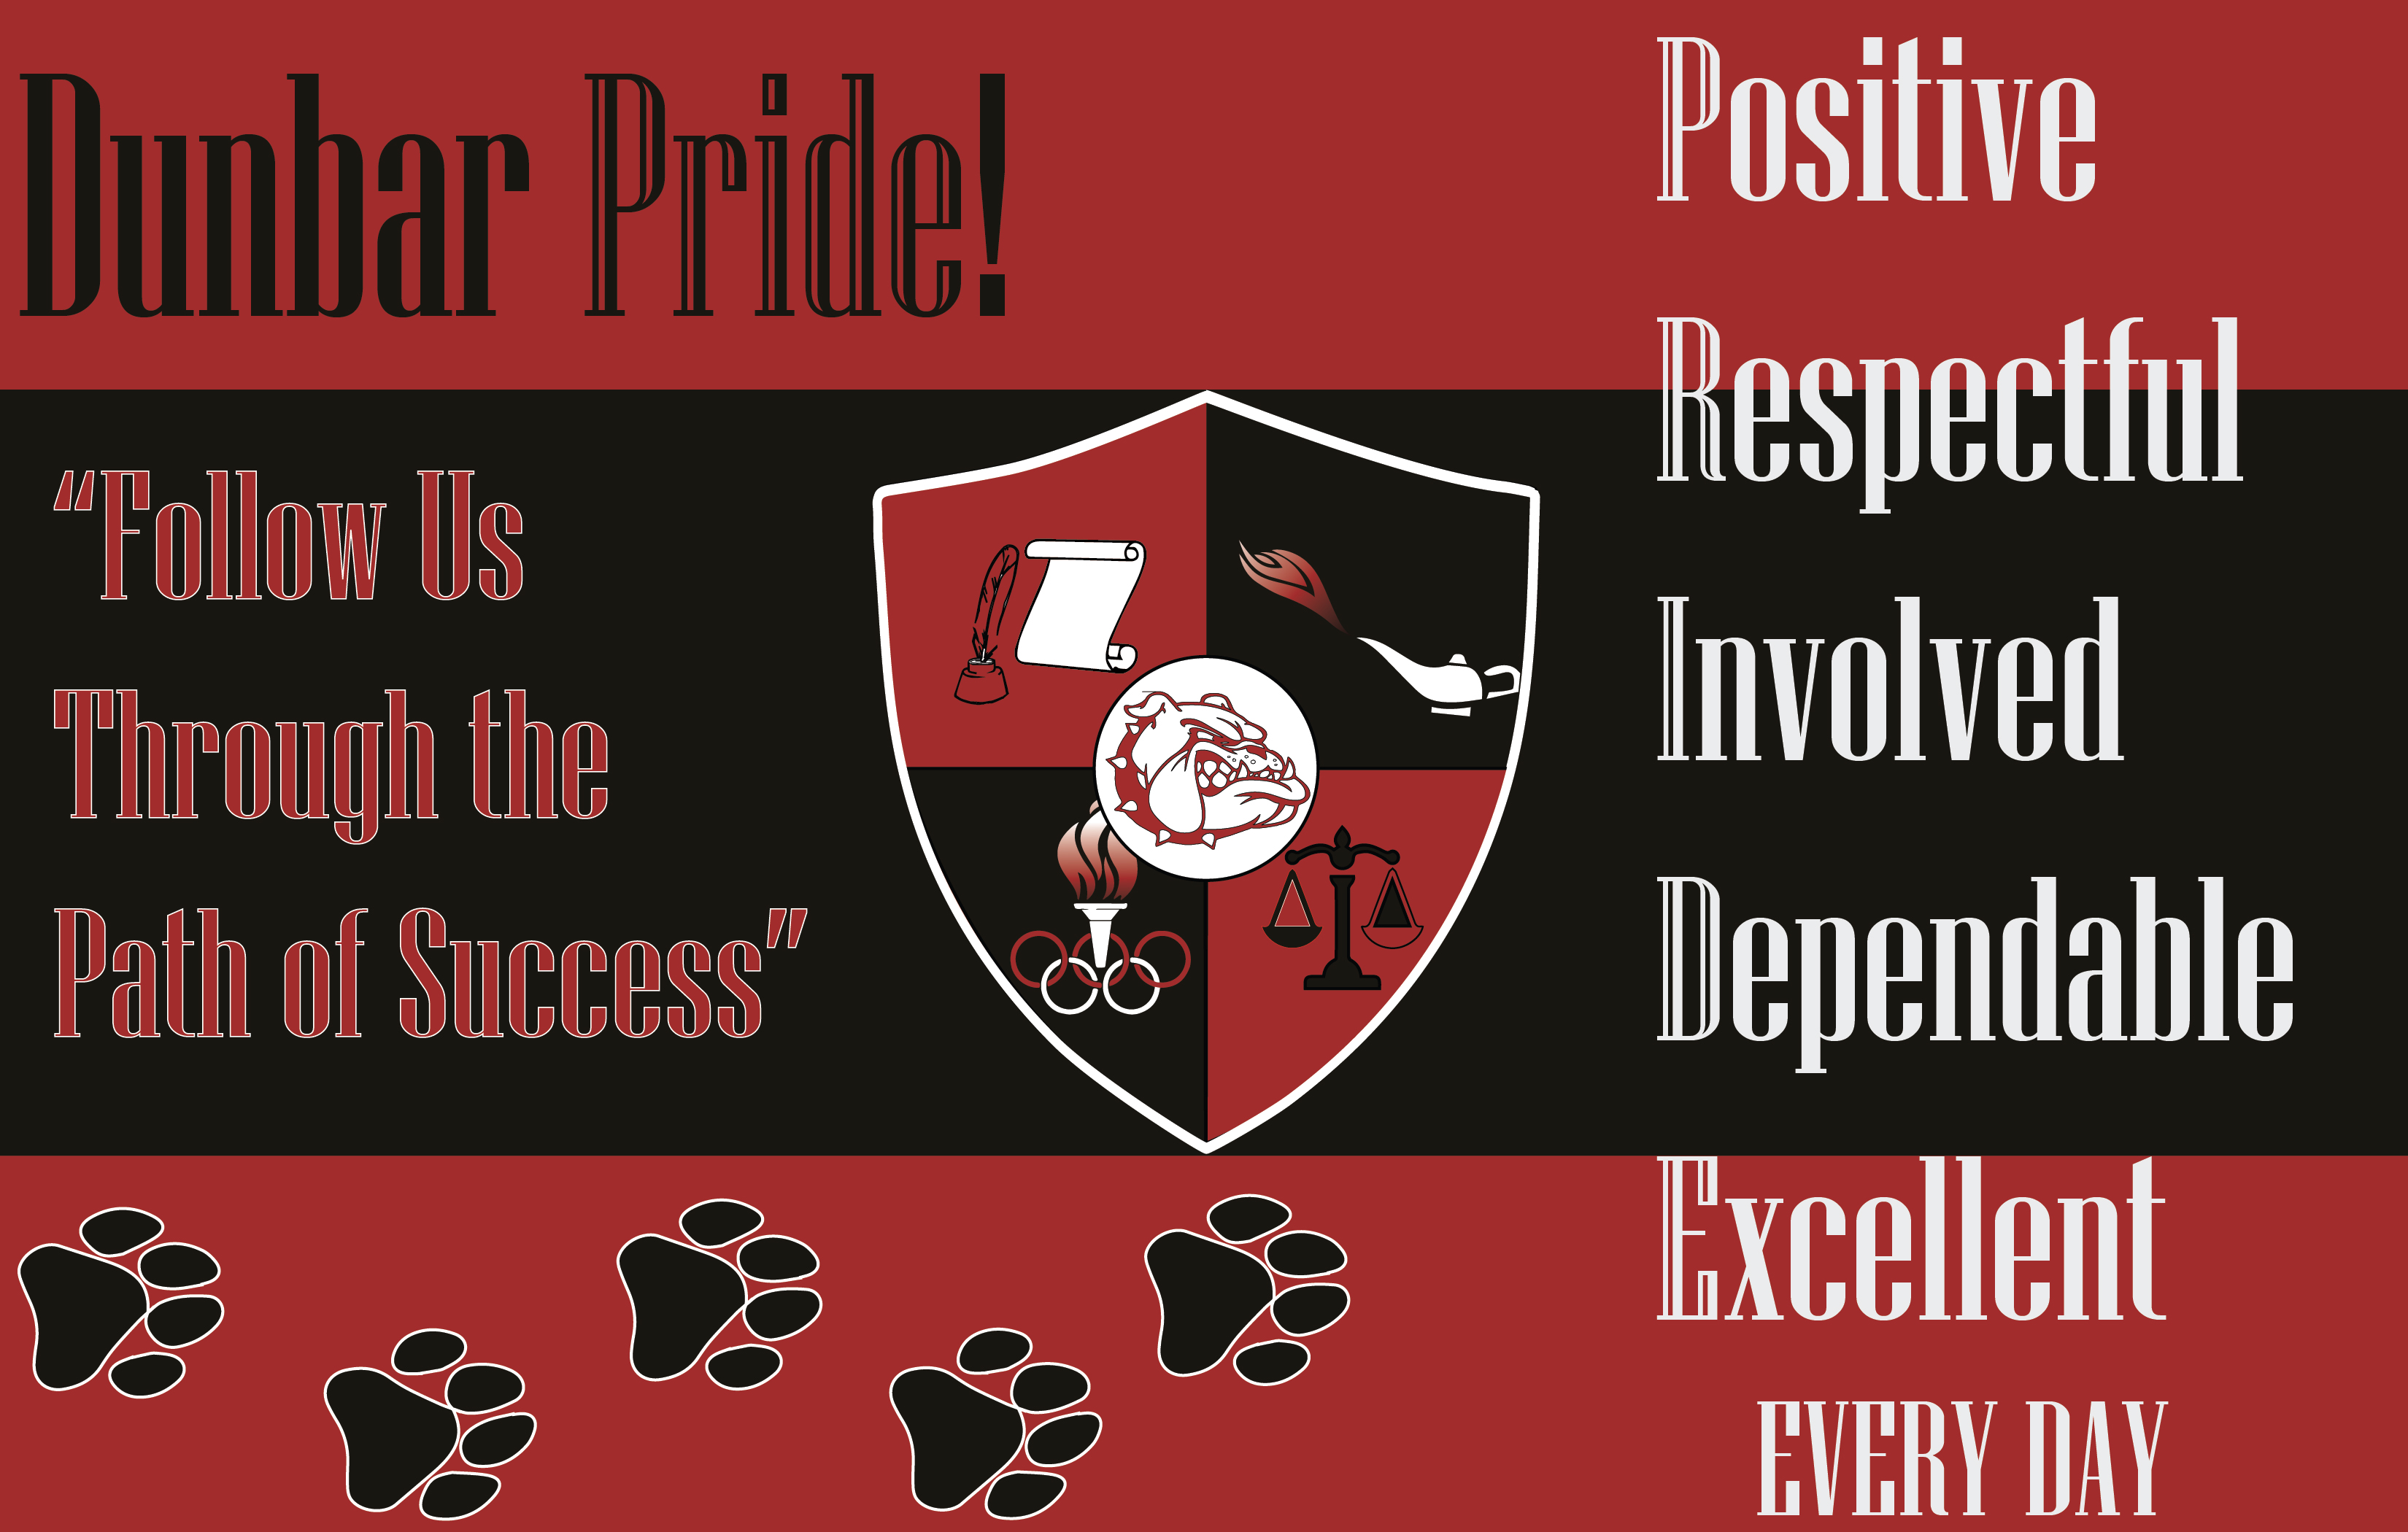 Dunbar Pride!
“Follow Us
Through the
Path of Success”
Positive
Respectful
Involved
Dependable
Excellent
EVERY DAY